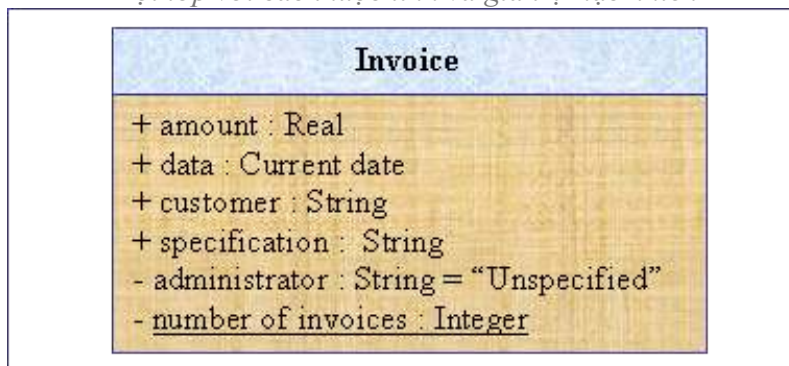 Invoice
+ amount : Real
+ data : Current date
+ customer : String
+ specification : String
- administrator : String = “Unspecified”
- number of invoices : Integer